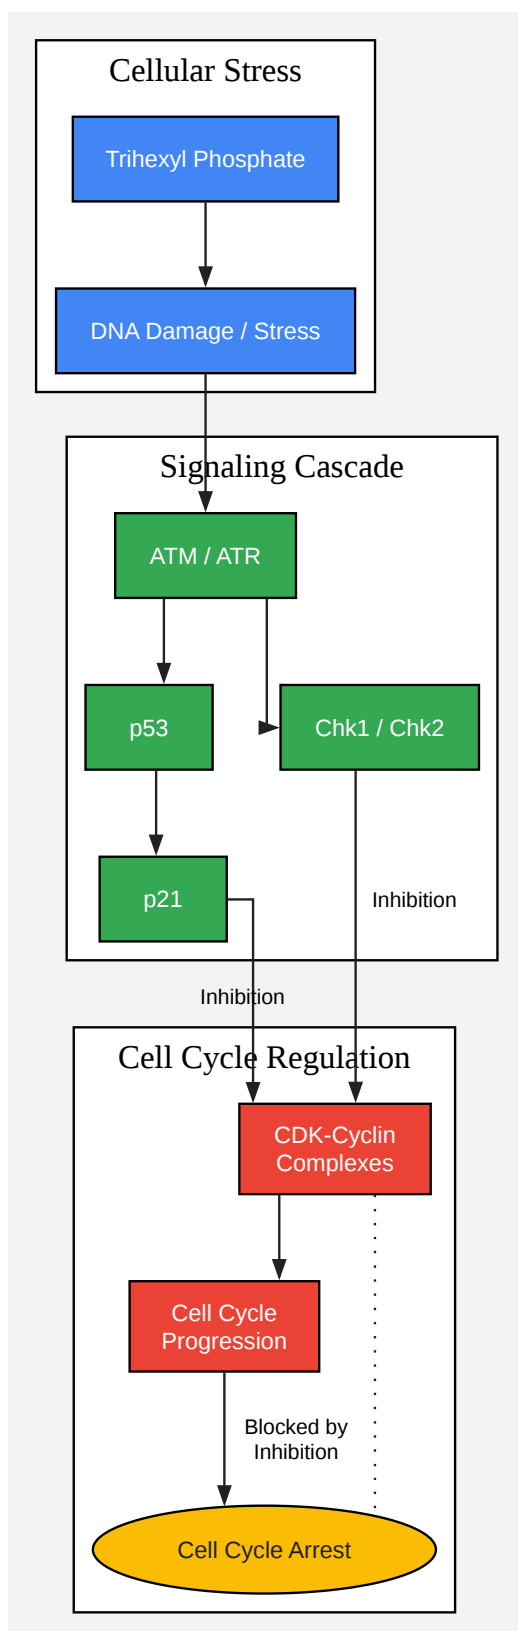 Cellular Stress
Trihexyl Phosphate
DNA Damage / Stress
Signaling Cascade
ATM / ATR
p53
Chk1 / Chk2
p21
Inhibition
Inhibition
Cell Cycle Regulation
CDK-Cyclin
Complexes
Cell Cycle
Progression
Blocked by
Inhibition
Cell Cycle Arrest